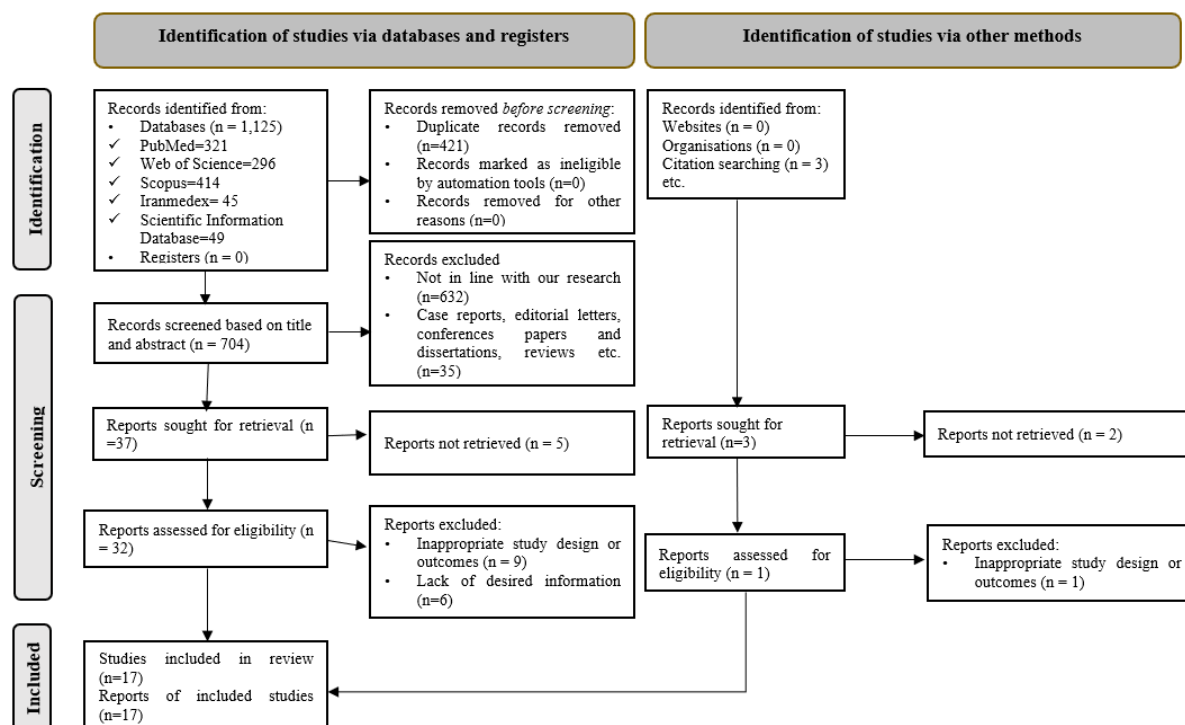 Identification of studies via databases and registers
Identification of studies via other methods
Identification
Records identified from:
• Databases (n = 1,125)
✓ PubMed=321
✓ Web of Science=296
✓ Scopus=414
✓ Iranmedex= 45
✓ Scientific Information
Database=49
• Registers (n = 0)
Records removed before screening:
• Duplicate records removed
(n=421)
• Records marked as ineligible
by automation tools (n=0)
• Records removed for other
reasons (n=0)
Records identified from:
Websites (n = 0)
Organisations (n = 0)
Citation searching (n = 3)
etc.
Screening
Records screened based on title
and abstract (n = 704)
Records excluded
• Not in line with our research
(n=632)
• Case reports, editorial letters,
conferences papers and
dissertations, reviews etc.
(n=35)
Reports sought for retrieval (n
=37)
Reports not retrieved (n = 5)
Reports sought for
retrieval (n=3)
Reports not retrieved (n = 2)
Reports assessed for eligibility (n
= 32)
Reports excluded:
• Inappropriate study design or
outcomes (n = 9)
• Lack of desired information
(n=6)
Reports assessed for
eligibility (n = 1)
Reports excluded:
• Inappropriate study design or
outcomes (n = 1)
Included
Studies included in review
(n=17)
Reports of included studies
(n=17)